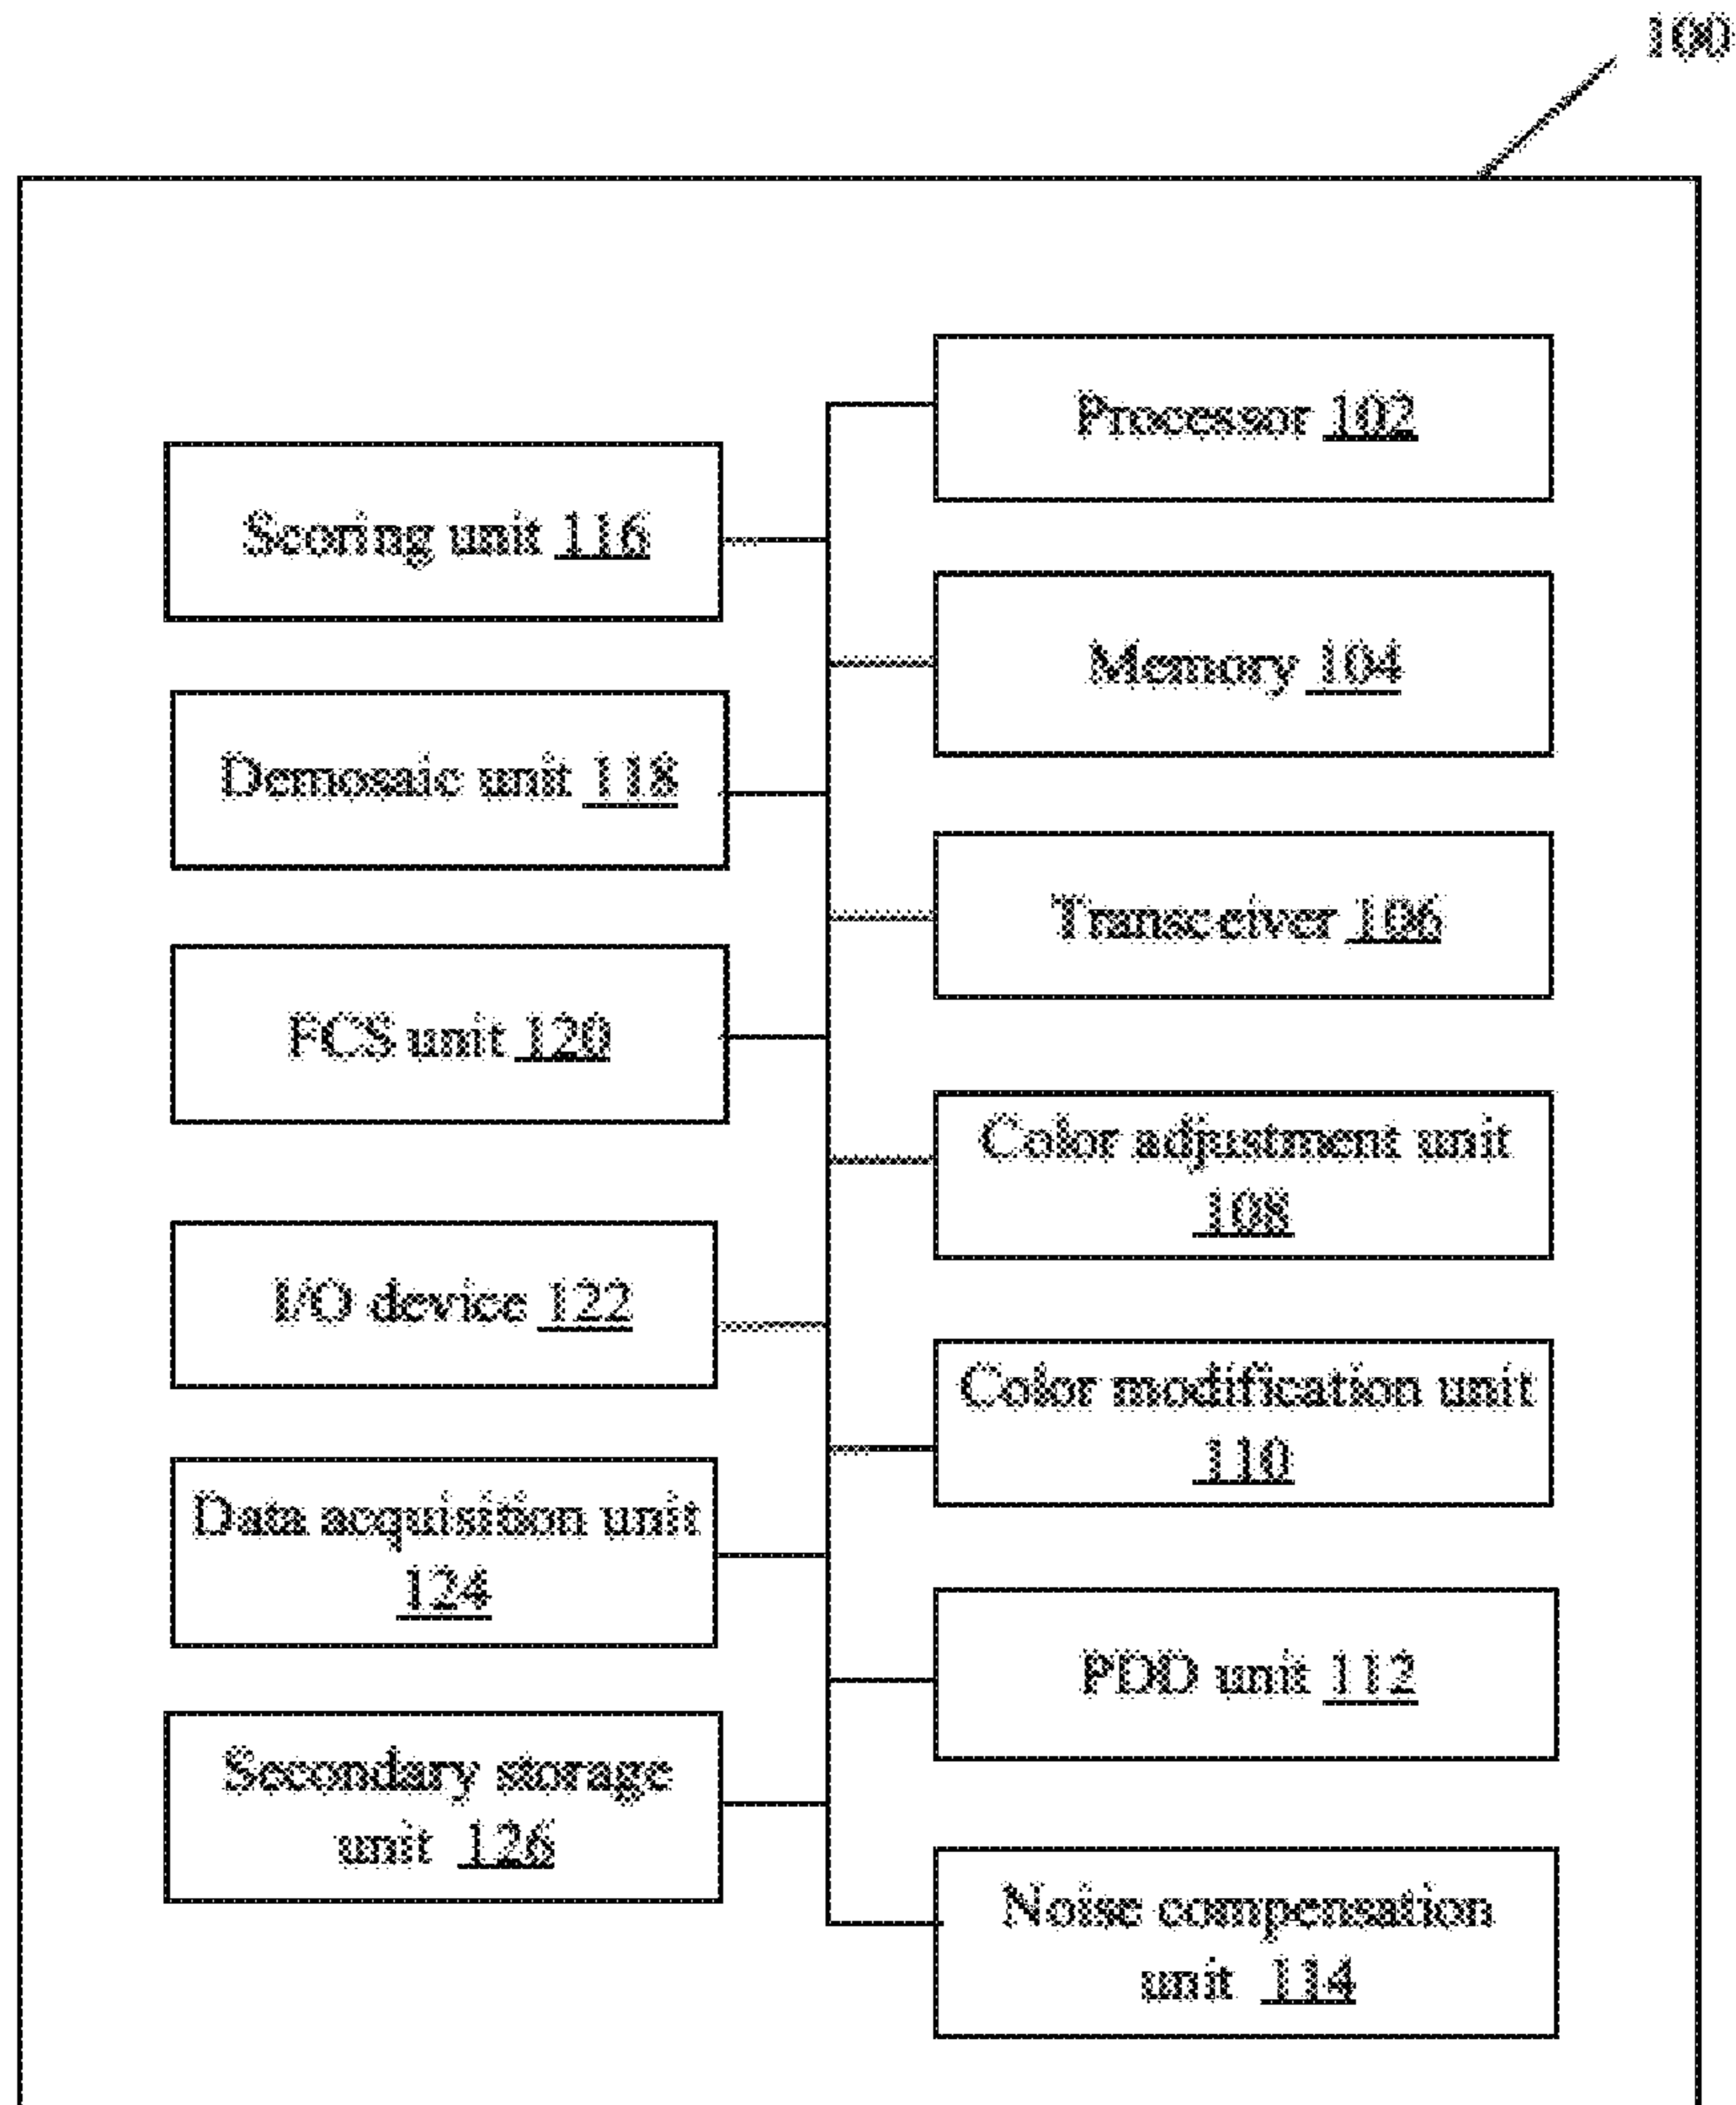 100
Processor 102
Scoring unit 116
Memory 104
Demosaic unit 118
Transceiver 106
FCS unit 120
Color adjustment unit
108
I/O device 122
Color modification unit
110
Data acquisition unit
124
PDD unit 112
Secondary storage
unit 126
Noise compensation
unit 114